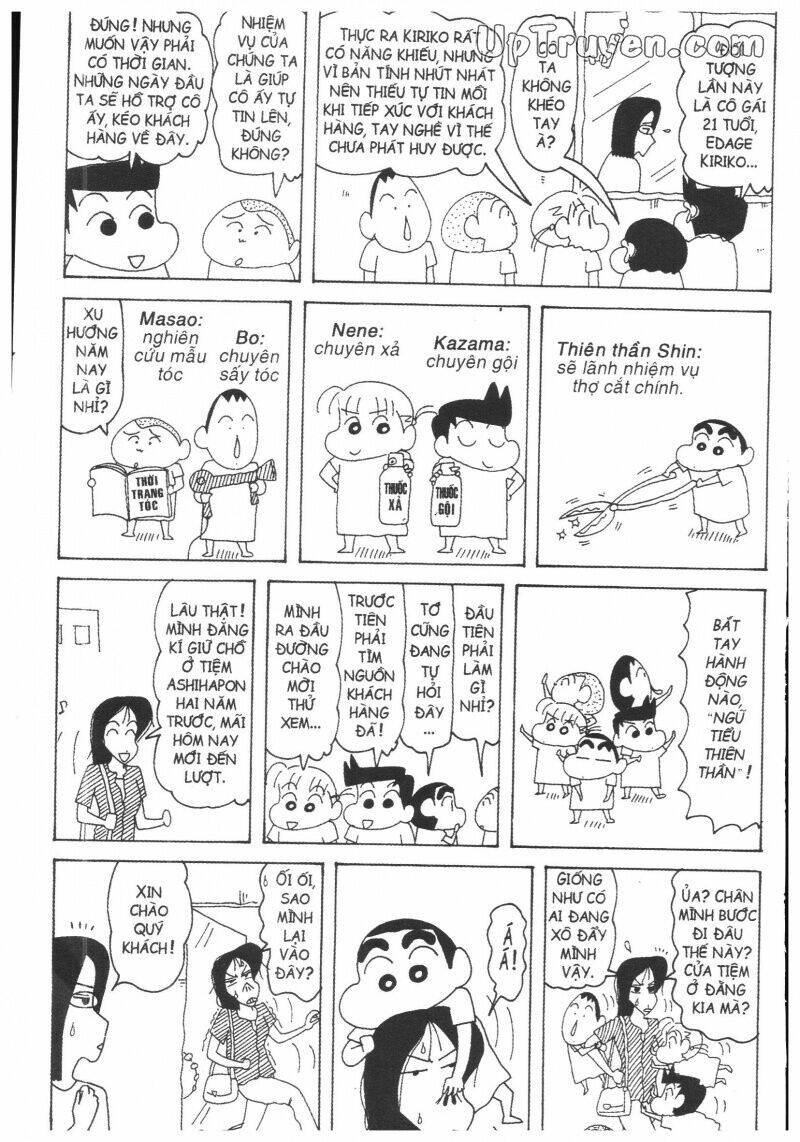 UpTruyen.com
ĐỐI
TƯỢNG
LẦN NÀY
LÀ CÔ GÁI
21 TUỔI,
EDAGE
KIRIKO...
CÔ
TA
KHÔNG
KHÉO
TAY
À?
THỰC RA KIRIKO RẤT
CÓ NĂNG KHIẾU, NHƯNG
VÌ BẢN TÍNH NHÚT NHÁT
NÊN THIẾU TỰ TIN MỖI
KHI TIẾP XÚC VỚI KHÁCH
HÀNG, TAY NGHỀ VÌ THẾ
CHƯA PHÁT HUY ĐƯỢC.
NHIỆM
VỤ CỦA
CHÚNG TA
LÀ GIÚP
CÔ ẤY TỰ
TIN LÊN,
ĐÚNG
KHÔNG?
ĐÚNG! NHƯNG
MUỐN VẬY PHẢI
CÓ THỜI GIAN.
NHỮNG NGÀY ĐẦU
TA SẼ HỖ TRỢ CÔ
ẤY, KÉO KHÁCH
HÀNG VỀ ĐÂY.
Thiên thần Shin:
sẽ lãnh nhiệm vụ
thợ cắt chính.
Kazama:
chuyên gội
Nene:
chuyên xả
THUỐC
GỘI
THUỐC
XẢ
Bo:
chuyên
sấy tóc
Masao:
nghiên
cứu mẫu
tóc
XU
HƯỚNG
NĂM
NAY
LÀ GÌ
NHỈ?
THỜI
TRANG
TÓC
BẮT
TAY
HÀNH
ĐỘNG
NÀO,
"NGŨ
TIỂU
THIÊN
THẦN"!
ĐẦU
TIÊN
PHẢI
LÀM
GÌ
NHỈ?
TỚ
CŨNG
ĐANG
TỰ
HỎI
ĐÂY
...
TRƯỚC
TIÊN
PHẢI
TÌM
NGUỒN
KHÁCH
HÀNG
ĐÃ!
MÌNH
RA ĐẦU
ĐƯỜNG
CHÀO
MỜI
THỬ
XEM...
LÂU THẬT!
MÌNH ĐĂNG
KÍ GIỮ CHỖ
Ở TIỆM
ASHIHAPON
HAI NĂM
TRƯỚC, MÃI
HÔM NAY
MỚI ĐẾN
LƯỢT.
ỦA? CHÂN
MÌNH BƯỚC
ĐI ĐÂU
THẾ NÀY?
CỬA TIỆM
Ở ĐẰNG
KIA MÀ?
GIỐNG
NHƯ CÓ
AI ĐANG
XÔ ĐẨY
MÌNH
VẬY.
Á
Á!
ỐI ỐI,
SAO
MÌNH
LẠI
VÀO
ĐÂY?
XIN
CHÀO
QUÝ
KHÁCH!